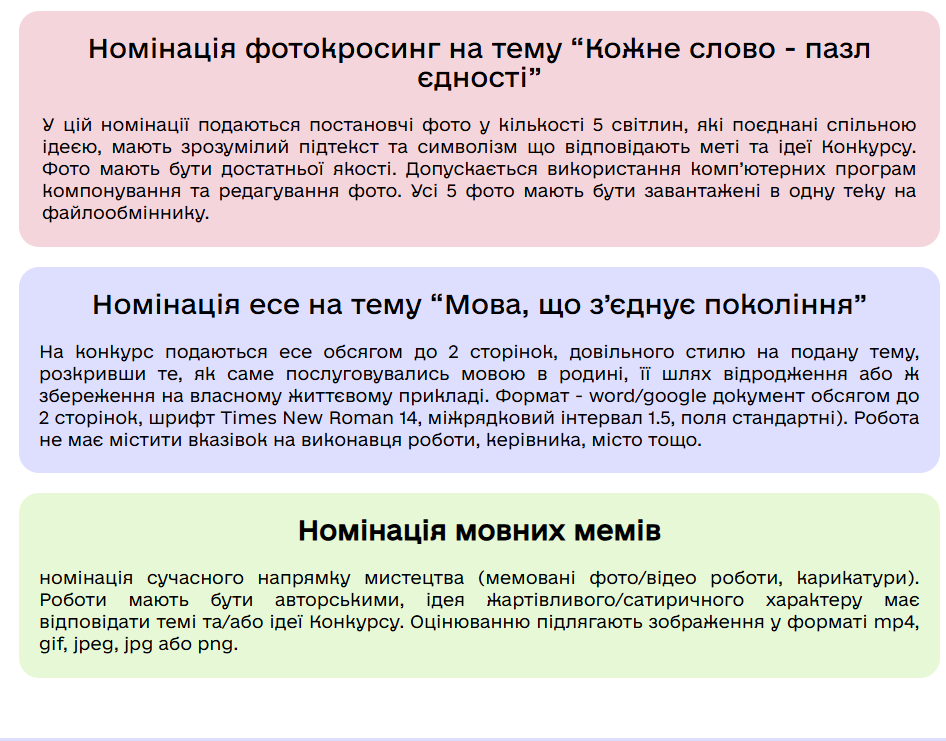 Номінація фотокросинг на тему “Кожне слово - пазл
єдності”
У цій номінації подаються постановчі фото у кількості 5 світлин, які поєднані спільною
ідеєю, мають зрозумілий підтекст та символізм що відповідають меті та ідеї Конкурсу.
Фото мають бути достатньої якості. Допускається використання комп’ютерних програм
компонування та редагування фото. Усі 5 фото мають бути завантажені в одну теку на
файлообміннику.
Номінація есе на тему “Мова, що з’єднує покоління”
На конкурс подаються есе обсягом до 2 сторінок, довільного стилю на подану тему,
розкривши те, як саме послуговувались мовою в родині, її шлях відродження або ж
збереження на власному життєвому прикладі. Формат - word/google документ обсягом до
2 сторінок, шрифт Times New Roman 14, міжрядковий інтервал 1.5, поля стандартні). Робота
не має містити вказівок на виконавця роботи, керівника, місто тощо.
Номінація мовних мемів
номінація сучасного напрямку мистецтва (мемовані фото/відео роботи, карикатури).
Роботи мають бути авторськими, ідея жартівливого/сатиричного характеру має
відповідати темі та/або ідеї Конкурсу. Оцінюванню підлягають зображення у форматі mp4,
gif, jpeg, jpg або png.